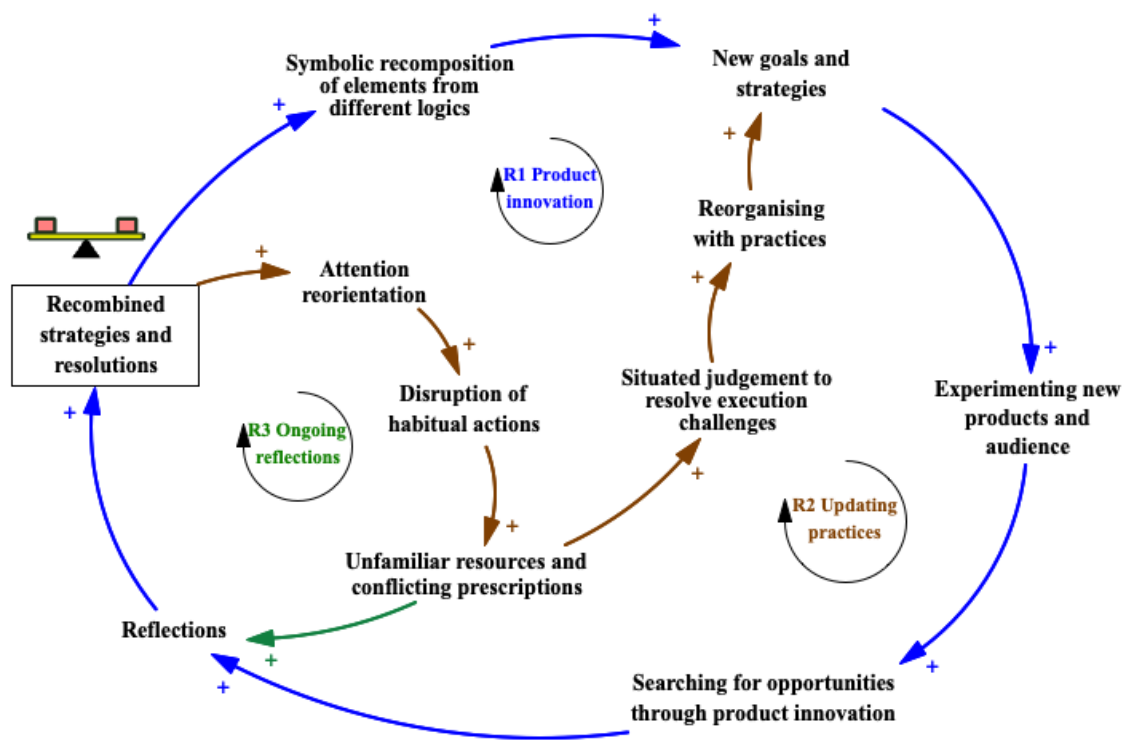 +
Symbolic recomposition
of elements from
different logics
New goals and
strategies
+
+
R1 Product
innovation
Reorganising
with practices
+
Attention
reorientation
+
Recombined
strategies and
resolutions
+
+
Situated judgement to
resolve execution
challenges
Experimenting new
products and
audience
Disruption of
habitual actions
+
R3 Ongoing
reflections
+
R2 Updating
practices
+
Unfamiliar resources and
conflicting prescriptions
Reflections
+
+
+
Searching for opportunities
through product innovation